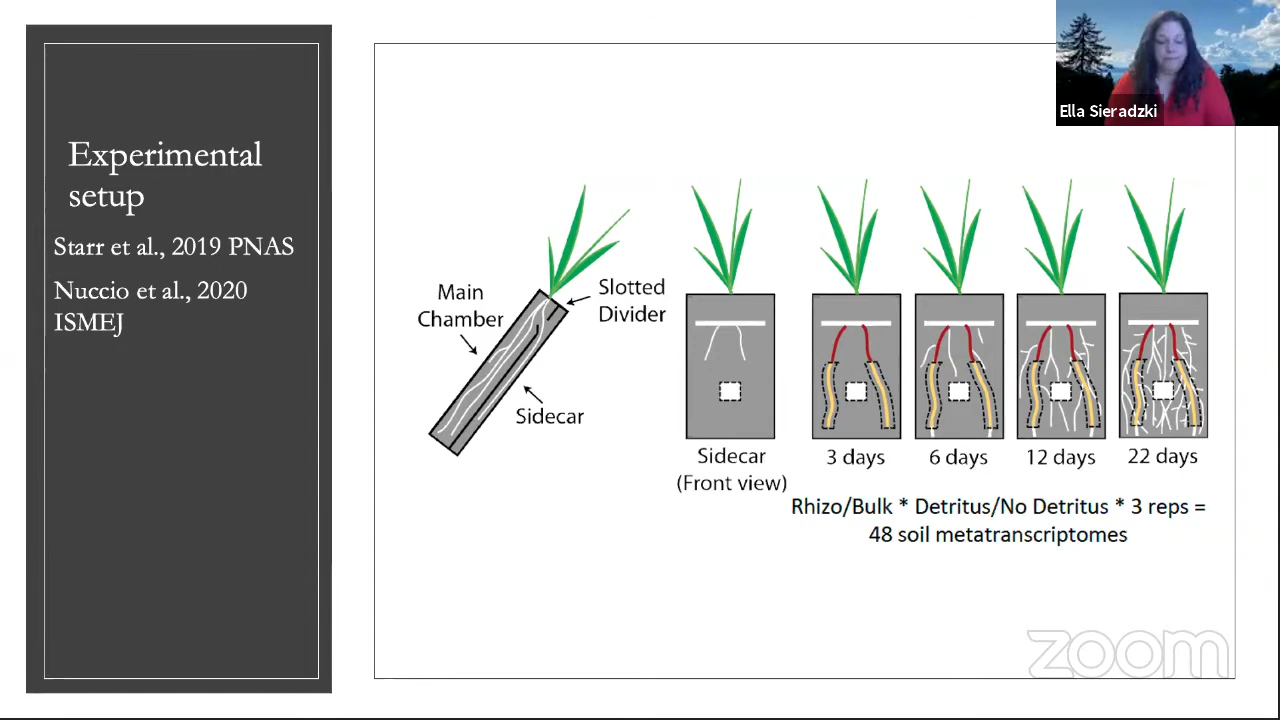 Experimental
setup
Starr et al., 2019 PNAS
Nuccio et al., 2020
ISMEJ
Ella Sieradzki
Main
Chamber
Slotted
Divider
Sidecar
Sidecar
(Front view)
3 days
6 days
12 days
22 days
Rhizo/Bulk * Detritus/No Detritus * 3 reps =
48 soil metatranscriptomes
zoom